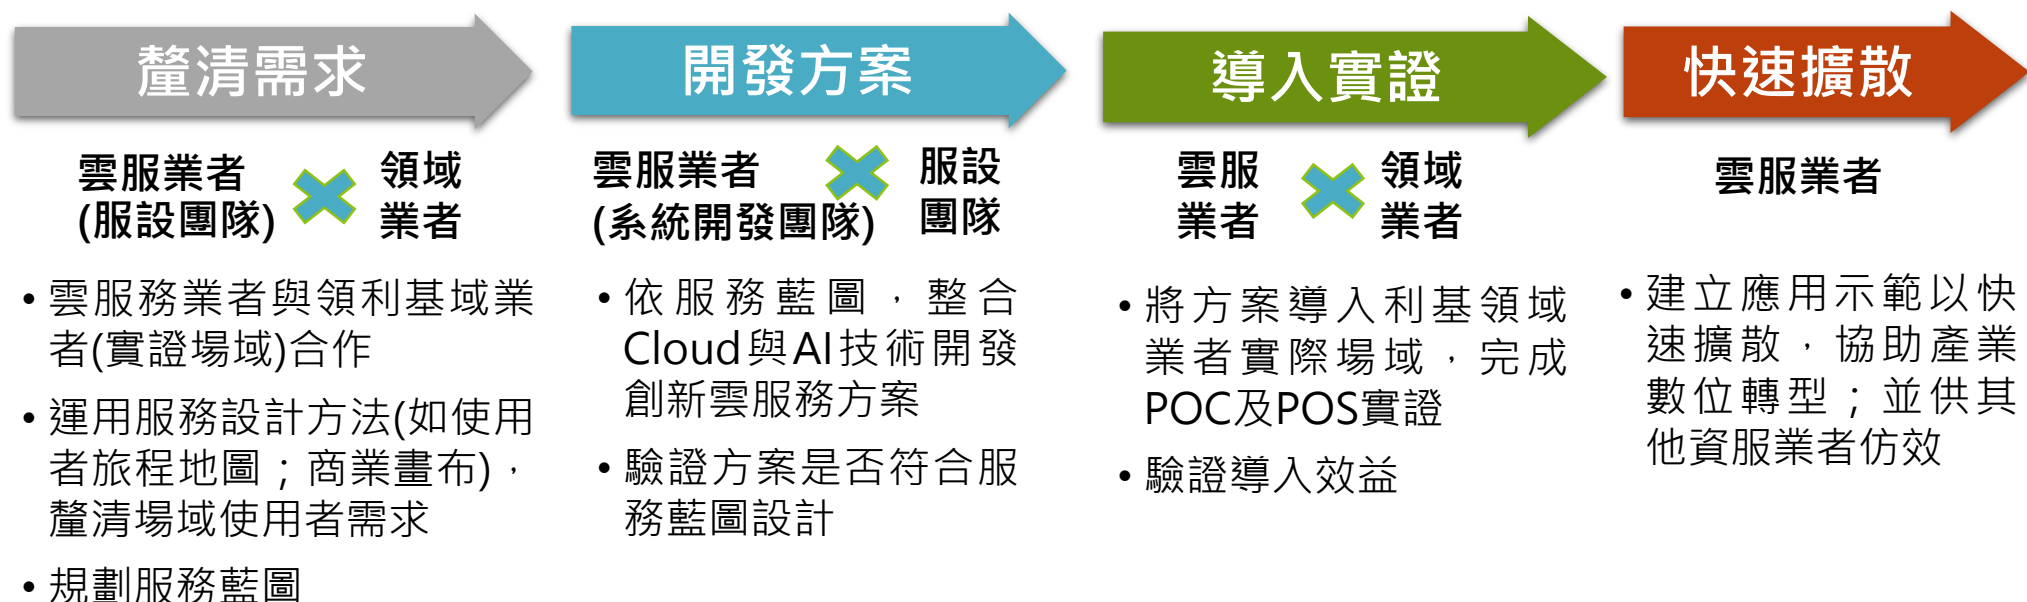 釐清需求
雲服業者
(服設團隊)
領域
業者
• 雲服務業者與領利基域業
者(實證場域)合作
• 運用服務設計方法(如使用
者旅程地圖；商業畫布)，
釐清場域使用者需求
• 規劃服務藍圖
開發方案
雲服業者
(系統開發團隊)
服設
團隊
• 依服務藍圖，整合
Cloud與AI技術開發
創新雲服務方案
• 驗證方案是否符合服
務藍圖設計
導入實證
雲服
業者
領域
業者
• 將方案導入利基領域
業者實際場域，完成
POC及POS實證
• 驗證導入效益
快速擴散
雲服業者
• 建立應用示範以快
速擴散，協助產業
數位轉型；並供其
他資服業者仿效